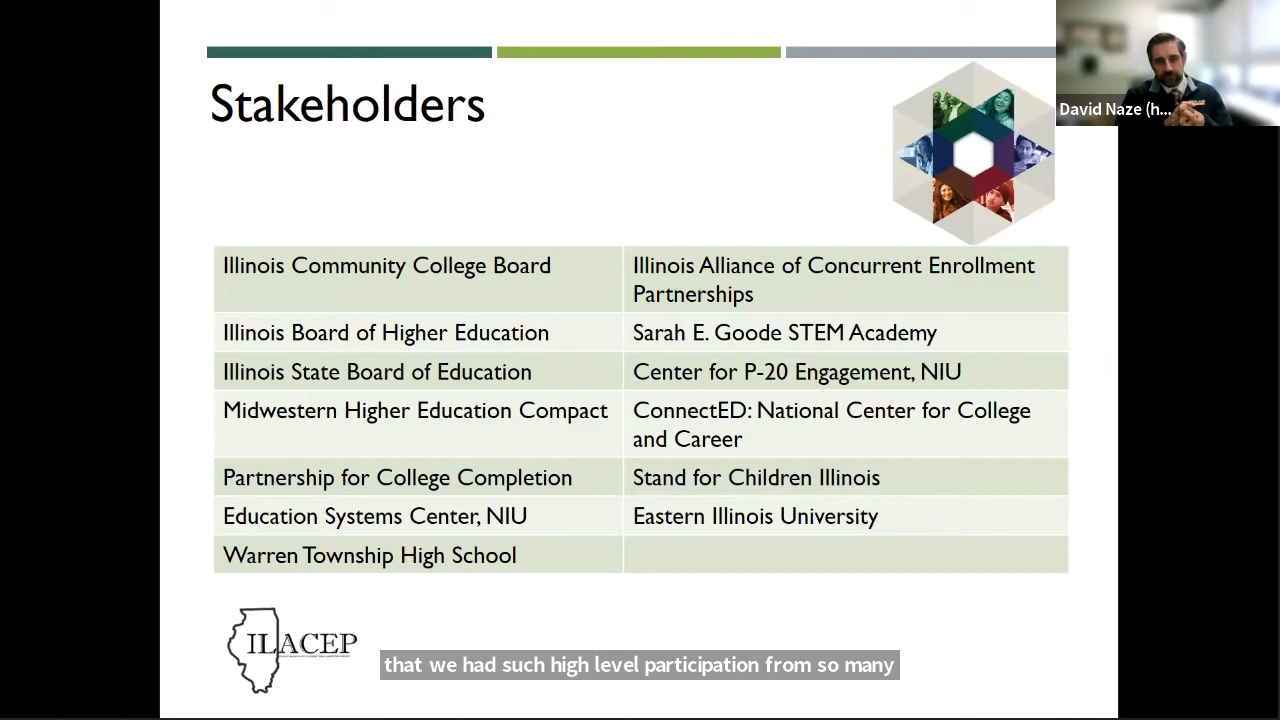 Stakeholders
David Naze (h...
Illinois Community College Board
Illinois Alliance of Concurrent Enrollment
Partnerships
Illinois Board of Higher Education
Sarah E. Goode STEM Academy
Illinois State Board of Education
Center for P-20 Engagement, NIU
Midwestern Higher Education Compact
ConnectED: National Center for College
and Career
Partnership for College Completion
Stand for Children Illinois
Education Systems Center, NIU
Eastern Illinois University
Warren Township High School
ILACEP
that we had such high level participation from so many